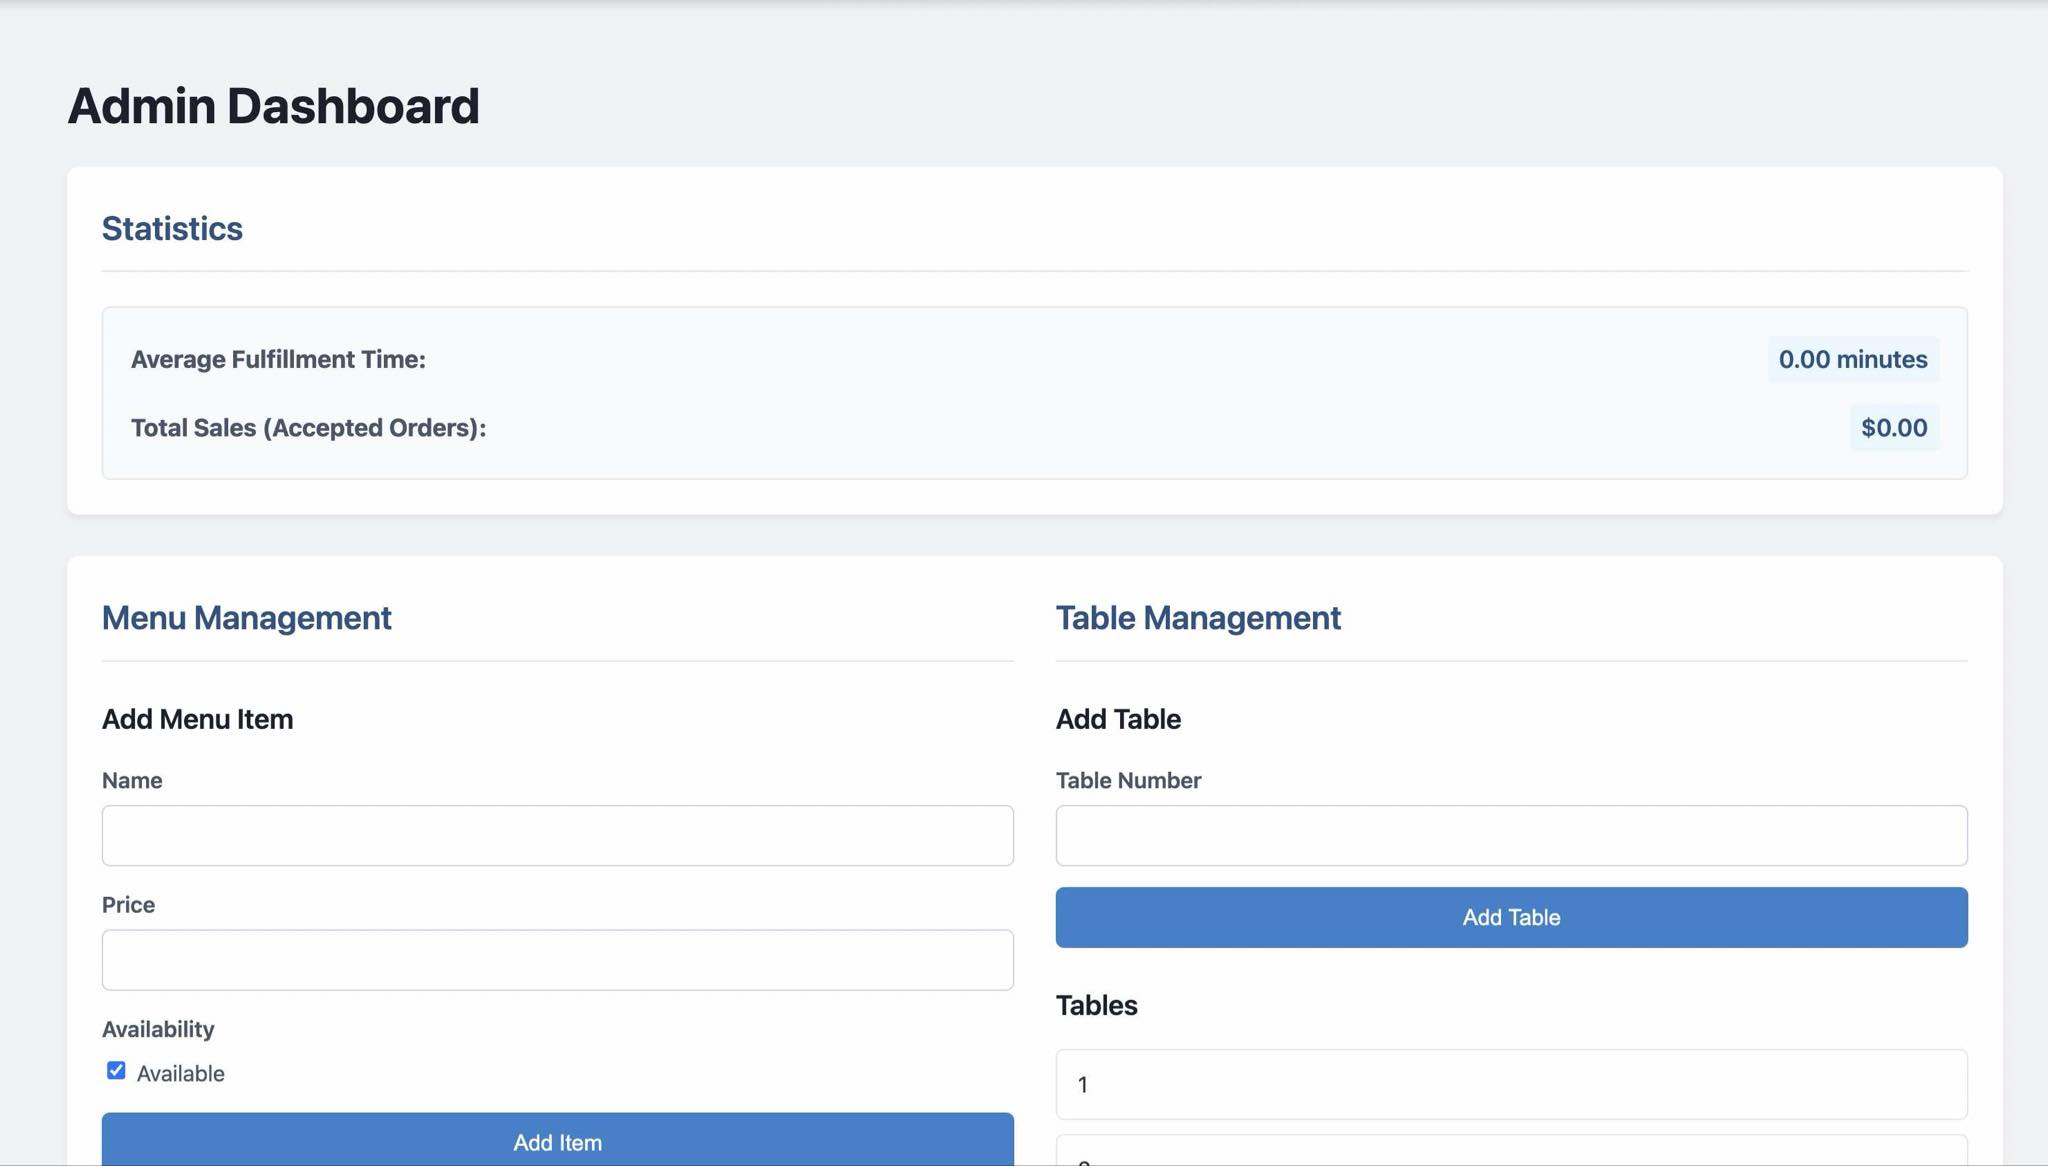 Admin Dashboard
Statistics
Average Fulfillment Time:
0.00 minutes
Total Sales (Accepted Orders):
$0.00
Menu Management
Add Menu Item
Name
Price
Availability
Available
Add Item
Table Management
Add Table
Table Number
Add Table
Tables
1